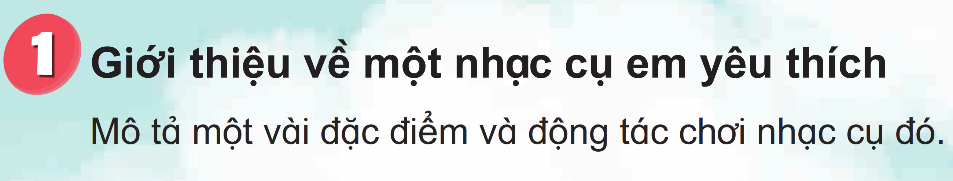 1 Giới thiệu về một nhạc cụ em yêu thích
Mô tả một vài đặc điểm và động tác chơi nhạc cụ đó.